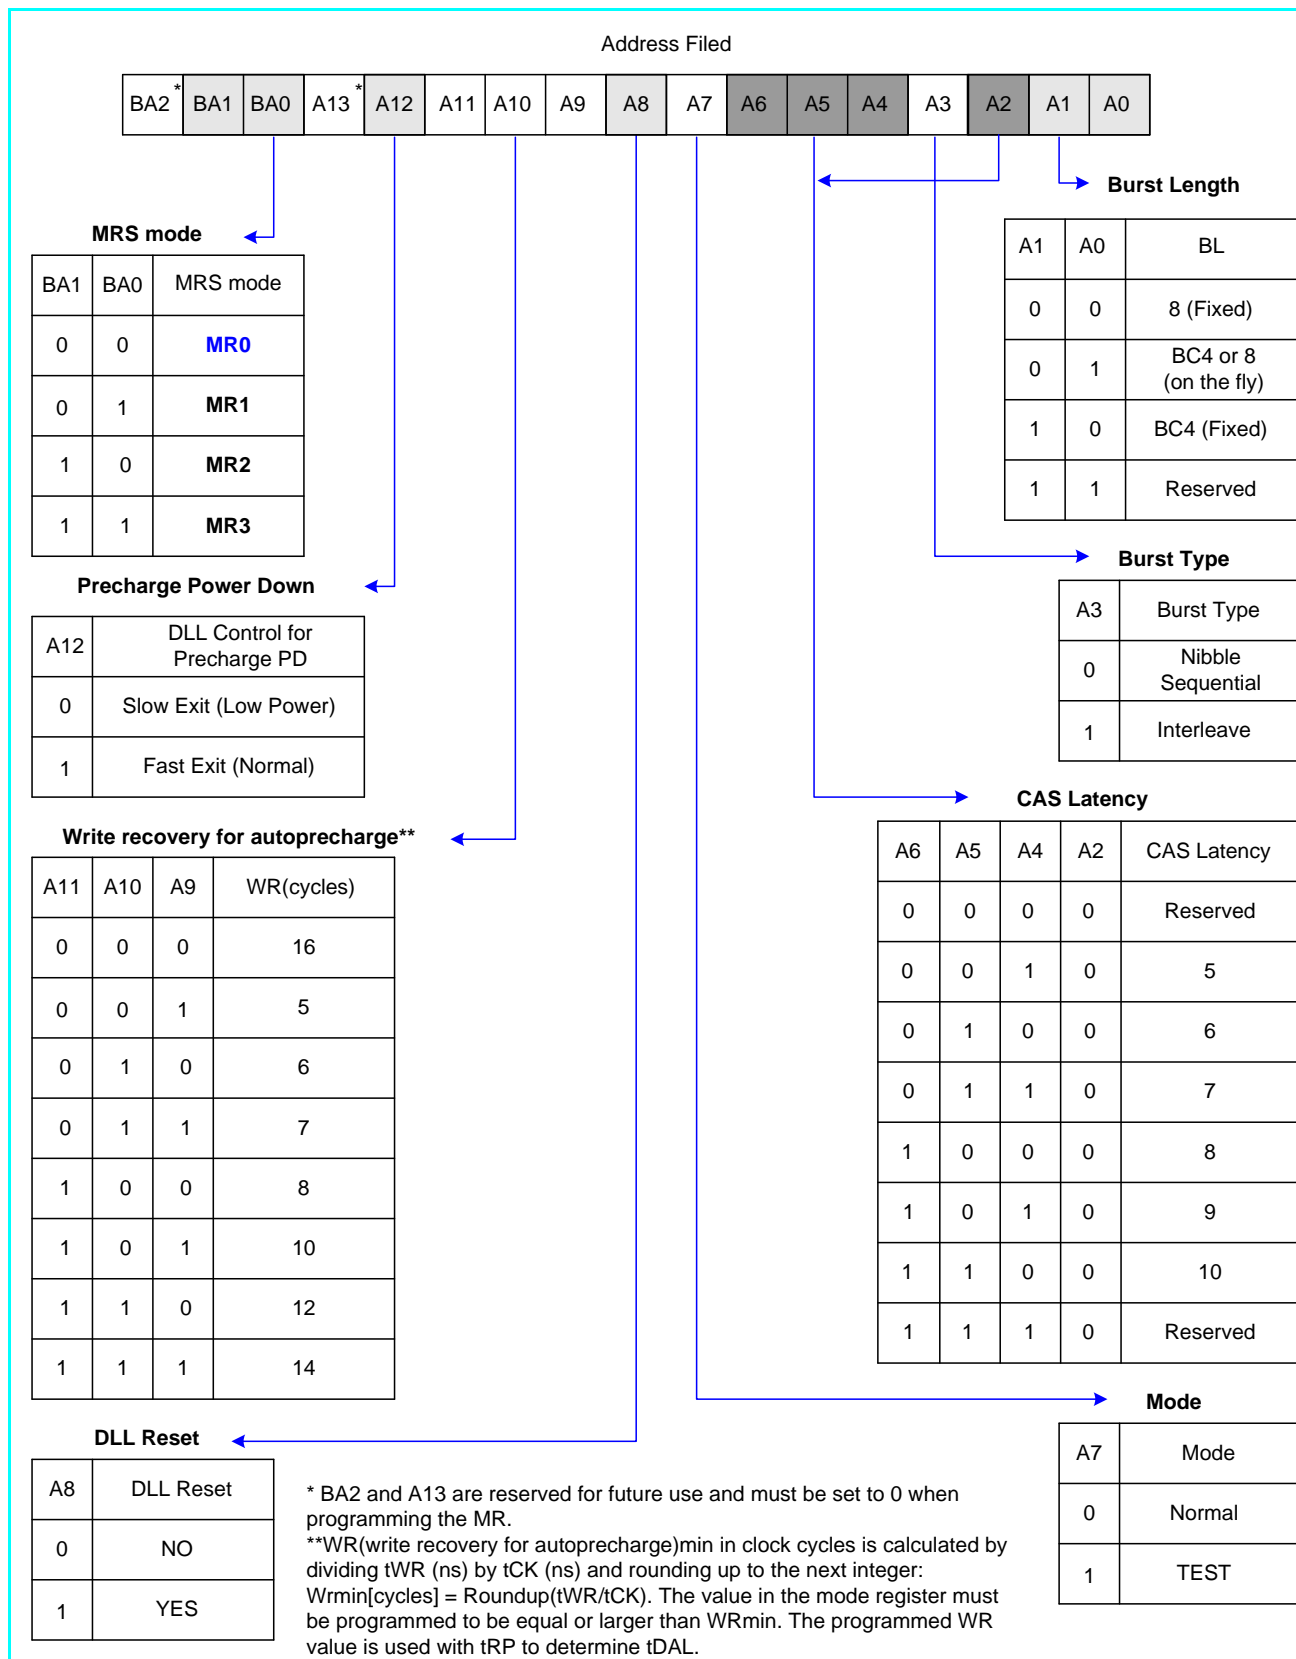 Address Filed
BA2* BA1 BA0 A13* A12 A11 A10 A9 A8 A7 A6 A5 A4 A3 A2 A1 A0
MRS mode
BA1 BA0 MRS mode
0 0 MR0
0 1 MR1
1 0 MR2
1 1 MR3
Precharge Power Down
A12 DLL Control for
Precharge PD
0 Slow Exit (Low Power)
1 Fast Exit (Normal)
Write recovery for autoprecharge**
A11 A10 A9 WR(cycles)
0 0 0 16
0 0 1 5
0 1 0 6
0 1 1 7
1 0 0 8
1 0 1 10
1 1 0 12
1 1 1 14
DLL Reset
A8 DLL Reset
0 NO
1 YES
Burst Length
A1 A0 BL
0 0 8 (Fixed)
0 1 BC4 or 8
(on the fly)
1 0 BC4 (Fixed)
1 1 Reserved
Burst Type
A3 Burst Type
0 Nibble
Sequential
1 Interleave
CAS Latency
A6 A5 A4 A2 CAS Latency
0 0 0 0 Reserved
0 0 1 0 5
0 1 0 0 6
0 1 1 0 7
1 0 0 0 8
1 0 1 0 9
1 1 0 0 10
1 1 1 0 Reserved
Mode
A7 Mode
0 Normal
1 TEST
* BA2 and A13 are reserved for future use and must be set to 0 when
programming the MR.
**WR(write recovery for autoprecharge)min in clock cycles is calculated by
dividing tWR (ns) by tCK (ns) and rounding up to the next integer:
Wrmin[cycles] = Roundup(tWR/tCK). The value in the mode register must
be programmed to be equal or larger than WRmin. The programmed WR
value is used with tRP to determine tDAL.